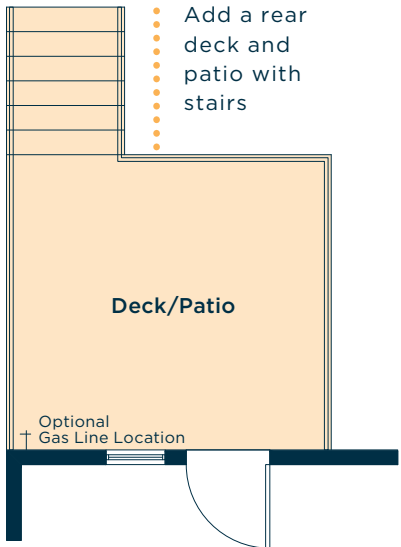 Add a rear
deck and
patio with
stairs
Deck/Patio
Optional
Gas Line Location